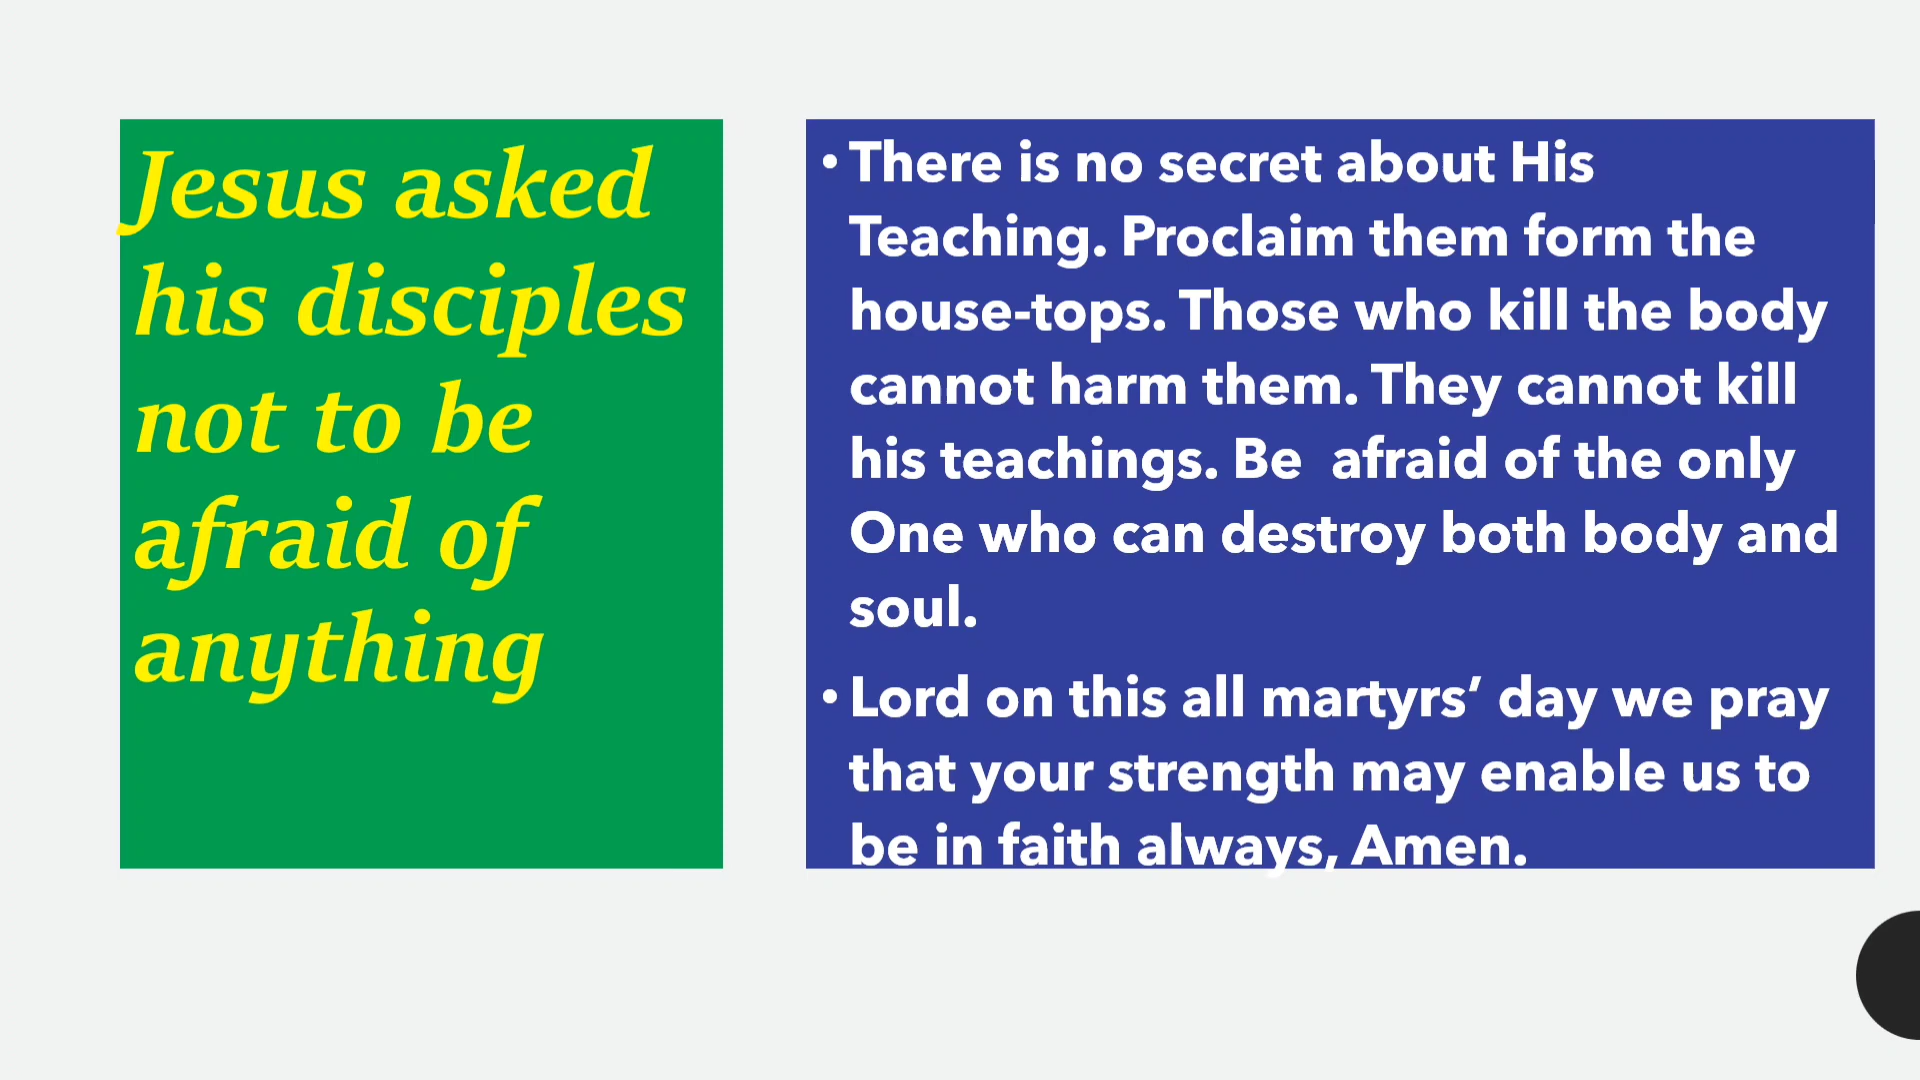 Jesus asked
his disciples
not to be
afraid of
anything
• There is no secret about His
Teaching. Proclaim them form the
house-tops. Those who kill the body
cannot harm them. They cannot kill
his teachings. Be  afraid of the only
One who can destroy both body and
soul.
• Lord on this all martyrs’ day we pray
that your strength may enable us to
be in faith always, Amen.